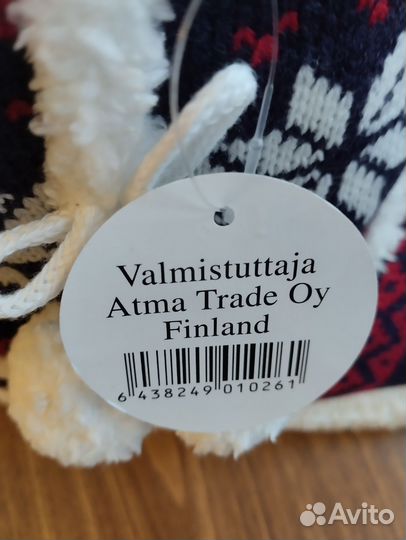 Valmistuttaja
Atma Trade Oy
Finland
6 438249 010261
Avito